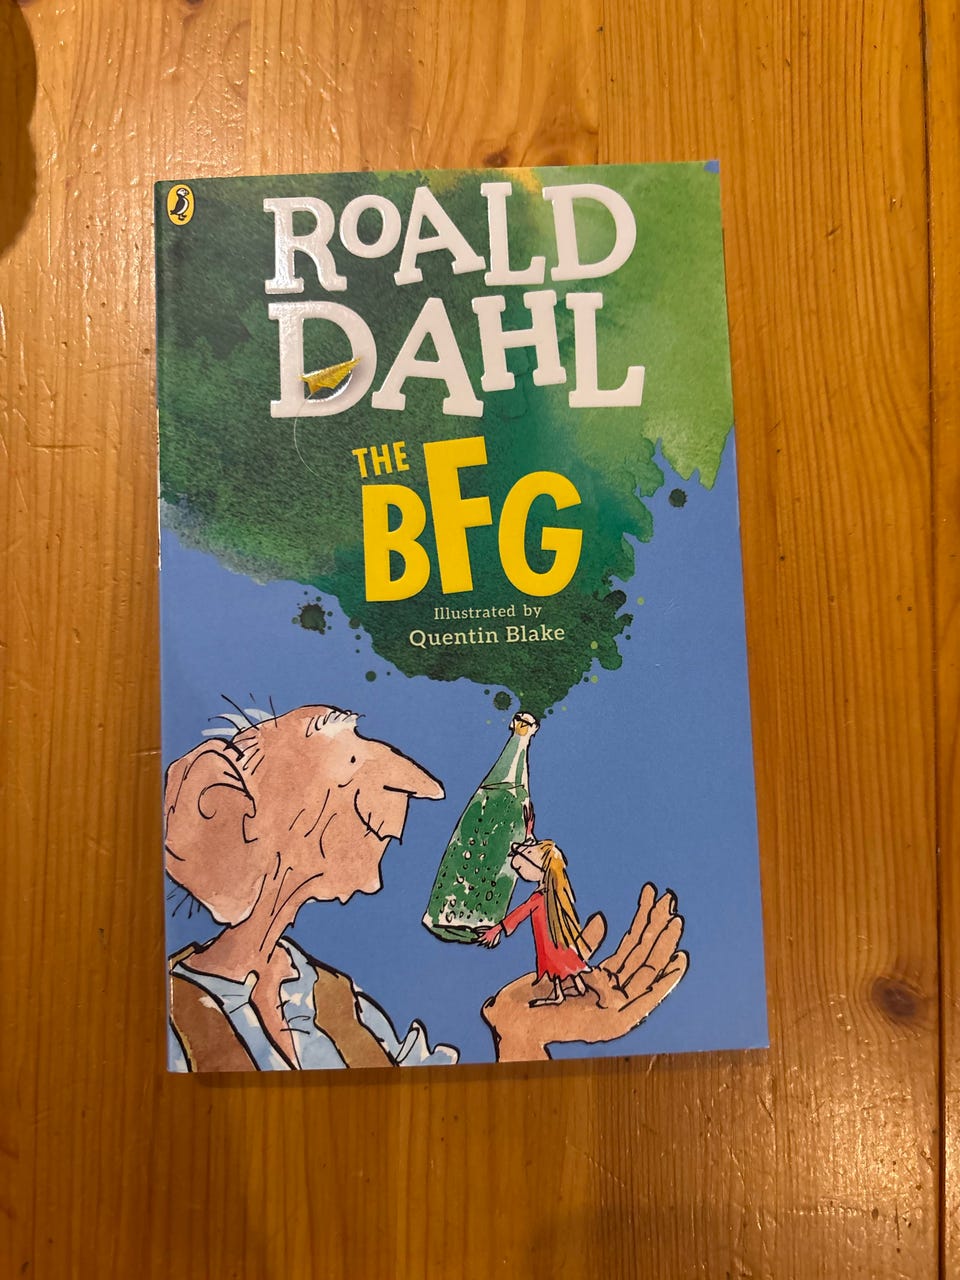 ROALD
DAHL
THE
BFG
Illustrated by
Quentin Blake